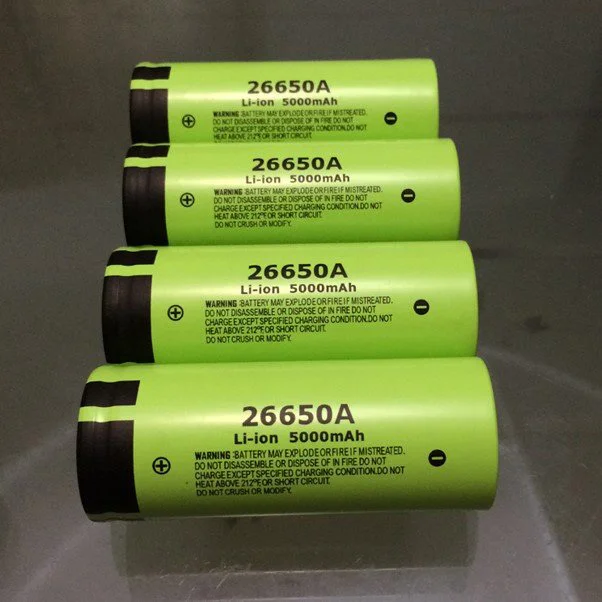 26650A
Li-ion 5000mAh
WARNING :BATTERY MAY EXPLODE OR FIRE IF MISTREATED.
DO NOT DISASSEMBLE OR DISPOSE OF IN FIRE DO NOT
CHARGE EXCEPT SPECIFIED CHARGING CONDITION.DO NOT
HEAT ABOVE 212°F OR SHORT CIRCUIT.
+
-
26650A
Li-ion 5000mAh
WARNING :BATTERY MAY EXPLODE OR FIRE IF MISTREATED.
DO NOT DISASSEMBLE OR DISPOSE OF IN FIRE DO NOT
CHARGE EXCEPT SPECIFIED CHARGING CONDITION.DO NOT
HEAT ABOVE 212°F OR SHORT CIRCUIT.
DO NOT CRUSH OR MODIFY.
+
-
26650A
Li-ion 5000mAh
WARNING :BATTERY MAY EXPLODE OR FIRE IF MISTREATED.
DO NOT DISASSEMBLE OR DISPOSE OF IN FIRE DO NOT
CHARGE EXCEPT SPECIFIED CHARGING CONDITION.DO NOT
HEAT ABOVE 212°F OR SHORT CIRCUIT.
DO NOT CRUSH OR MODIFY.
+
-
26650A
Li-ion 5000mAh
WARNING :BATTERY MAY EXPLODE OR FIRE IF MISTREATED.
DO NOT DISASSEMBLE OR DISPOSE OF IN FIRE DO NOT
CHARGE EXCEPT SPECIFIED CHARGING CONDITION.DO NOT
HEAT ABOVE 212°F OR SHORT CIRCUIT.
DO NOT CRUSH OR MODIFY.
+
-